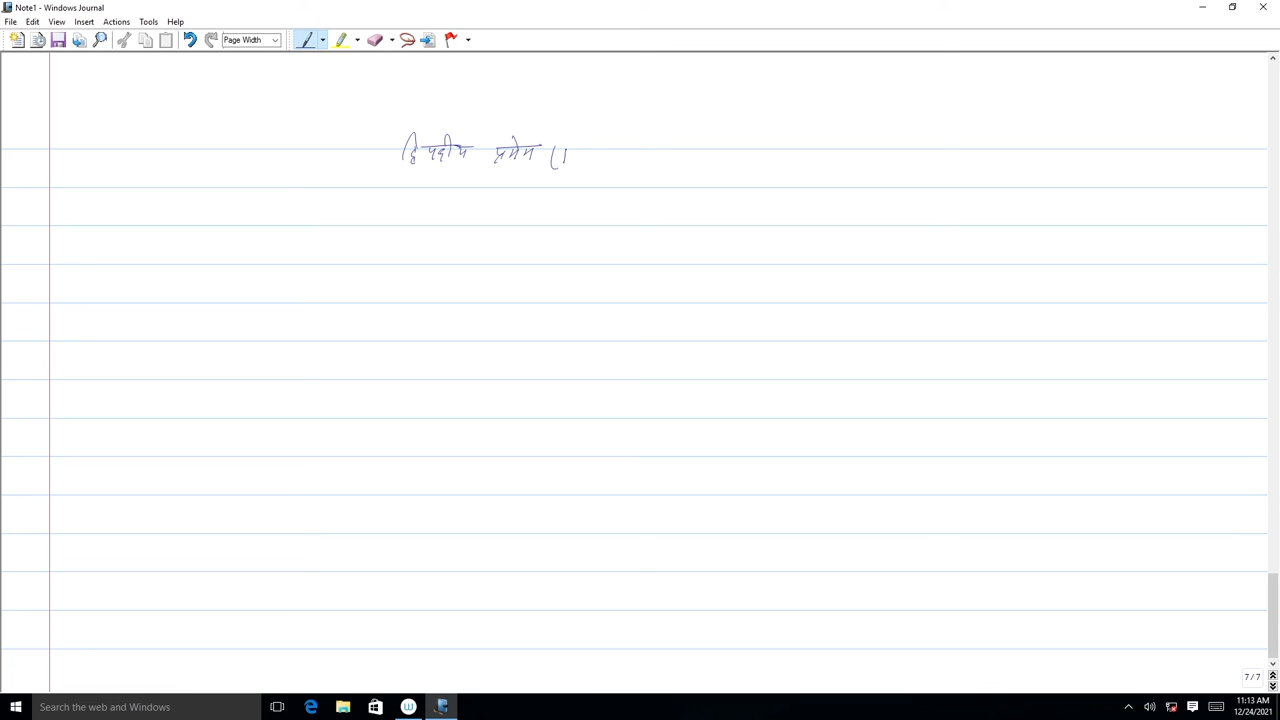 Note1 - Windows Journal
File Edit View Insert Actions Tools Help
Page Width
द्विपदीय प्रमेय (
7 / 7
Search the web and Windows
11:13 AM
12/24/2021